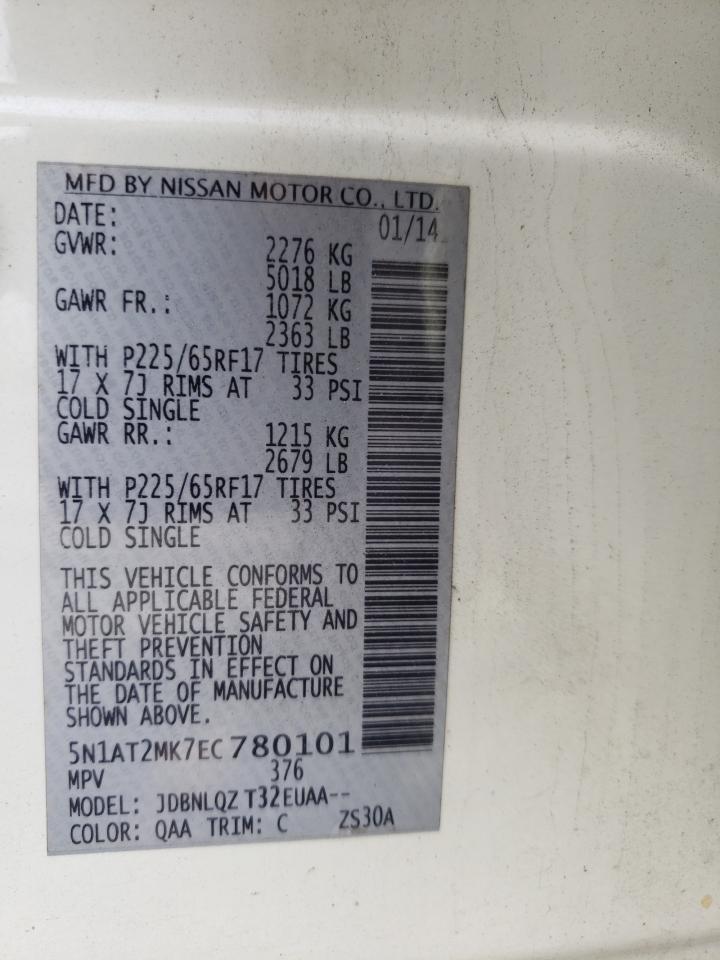 MFD BY NISSAN MOTOR CO., LTD.
DATE: 01/14
GVWR: 2276 KG
5018 LB
GAWR FR.: 1072 KG
2363 LB
WITH P225/65RF17 TIRES
17 X 7J RIMS AT 33 PSI
COLD SINGLE
GAWR RR.: 1215 KG
2679 LB
WITH P225/65RF17 TIRES
17 X 7J RIMS AT 33 PSI
COLD SINGLE
THIS VEHICLE CONFORMS TO
ALL APPLICABLE FEDERAL
MOTOR VEHICLE SAFETY AND
THEFT PREVENTION
STANDARDS IN EFFECT ON
THE DATE OF MANUFACTURE
SHOWN ABOVE.
5N1AT2MK7EC780101
MPV 376
MODEL: JDBNLQZ T32EUAA--
COLOR: QAA TRIM: C ZS30A